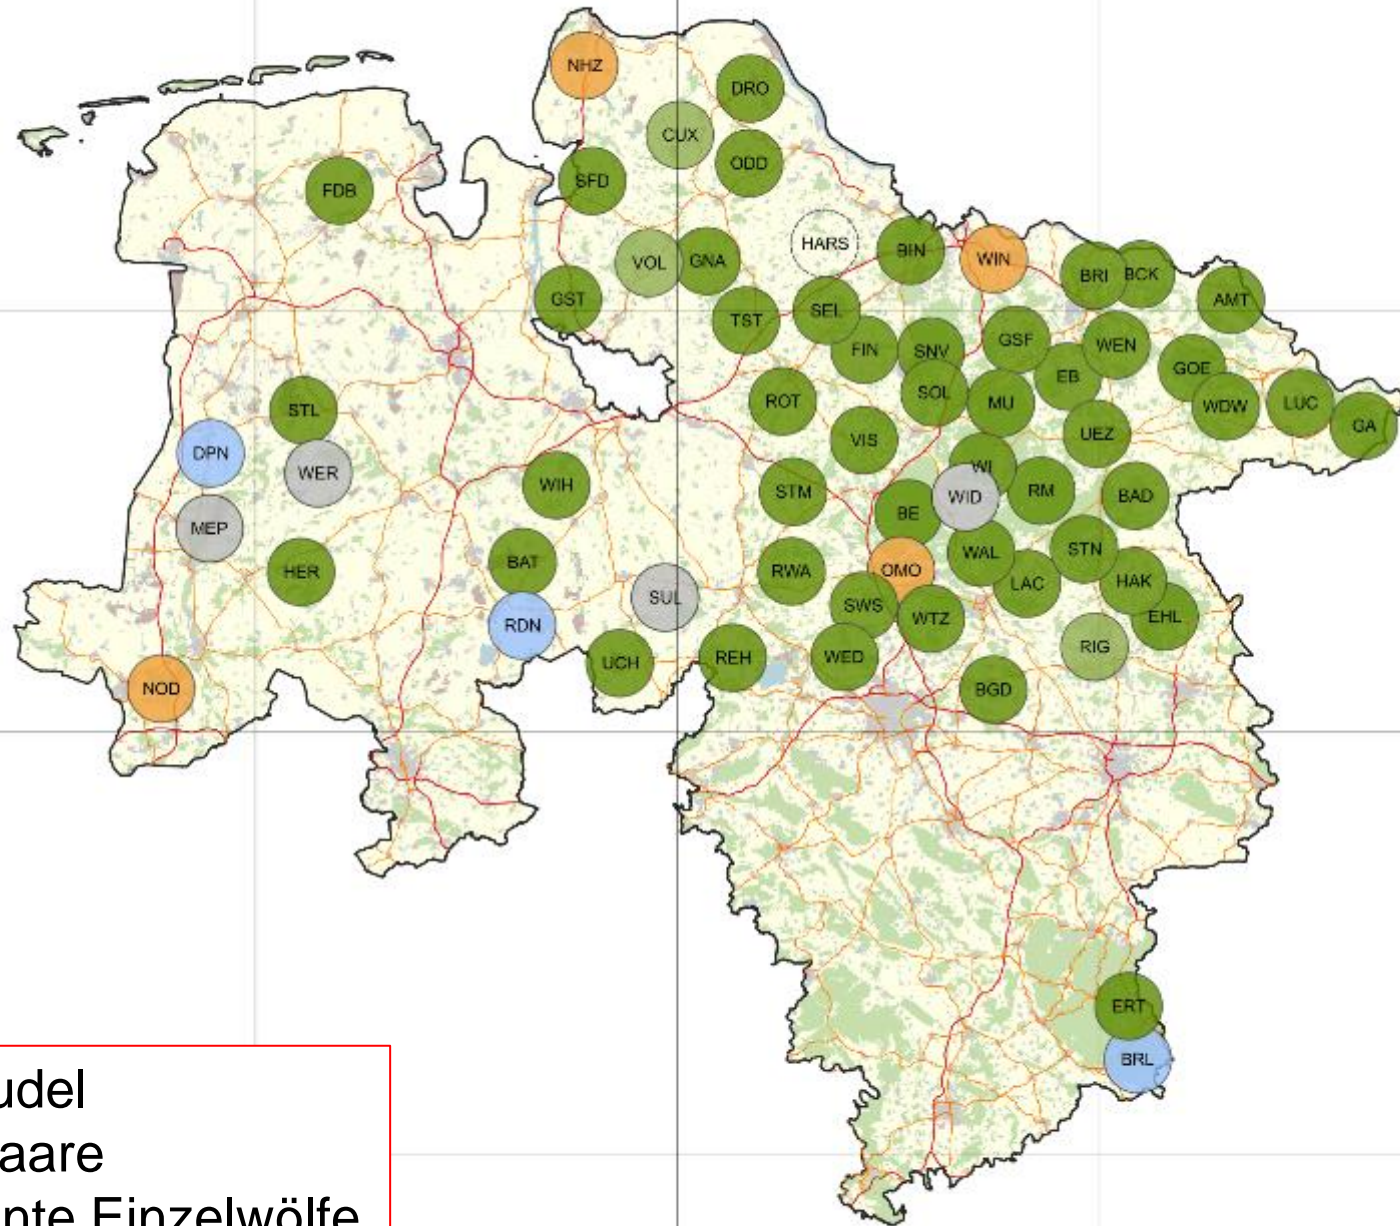 NHZ
DRO
CUX
ODD
SFD
FDB
HARS
BIN
WIN
VOL
GNA
BRI
BCK
GST
AMT
TST
SEL
FIN
SNV
GSF
WEN
EB
GOE
SOL
MU
WDW
LUC
GA
STL
ROT
VIS
UEZ
DPN
WER
WIH
STM
WI
WID
RM
BAD
MEP
BE
HER
BAT
RWA
OMO
WAL
STN
LAC
HAK
SUL
SWS
WTZ
EHL
RDN
UCH
REH
WED
RIG
NOD
BGD
ERT
BRL
udel
aare
nte Einzelwölfe